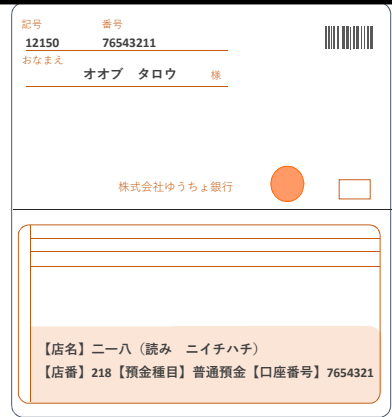 記号 番号
12150 76543211
おなまえ
オオブ タロウ 様
株式会社ゆうちょ銀行
【店名】二一八（読み ニイチハチ）
【店番】218【預金種目】普通預金【口座番号】7654321